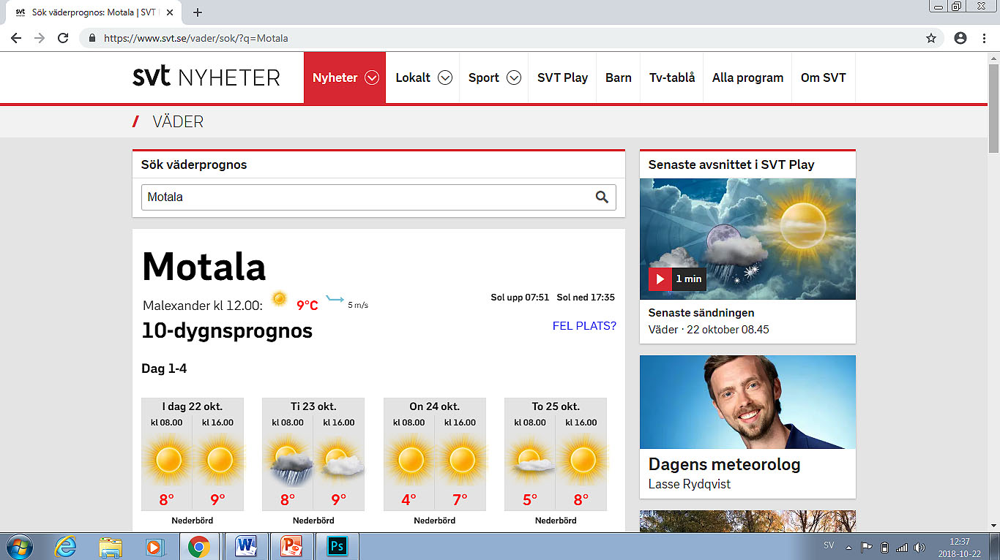 svt NYHETER
Sök väderprognos: Motala | SVT
https://www.svt.se/vader/sok/?q=Motala
svt NYHETER
Nyheter Lokalt Sport SVT Play Barn Tv-tablå Alla program Om SVT
/ VÄDER
Sök väderprognos
Motala
Motala
Malexander kl 12.00: 9°C 5 m/s
Sol upp 07:51 Sol ned 17:35
10-dygnsprognos
FEL PLATS?
Dag 1-4
I dag 22 okt. Ti 23 okt. On 24 okt. To 25 okt.
kl 08.00 kl 16.00 kl 08.00 kl 16.00 kl 08.00 kl 16.00 kl 08.00 kl 16.00
8° 9° 8° 9° 4° 7° 5° 8°
Nederbörd Nederbörd Nederbörd Nederbörd
Senaste avsnittet i SVT Play
1 min
Senaste sändningen
Väder · 22 oktober 08.45
Dagens meteorolog
Lasse Rydqvist
W P Ps
SV
12:37
2018-10-22